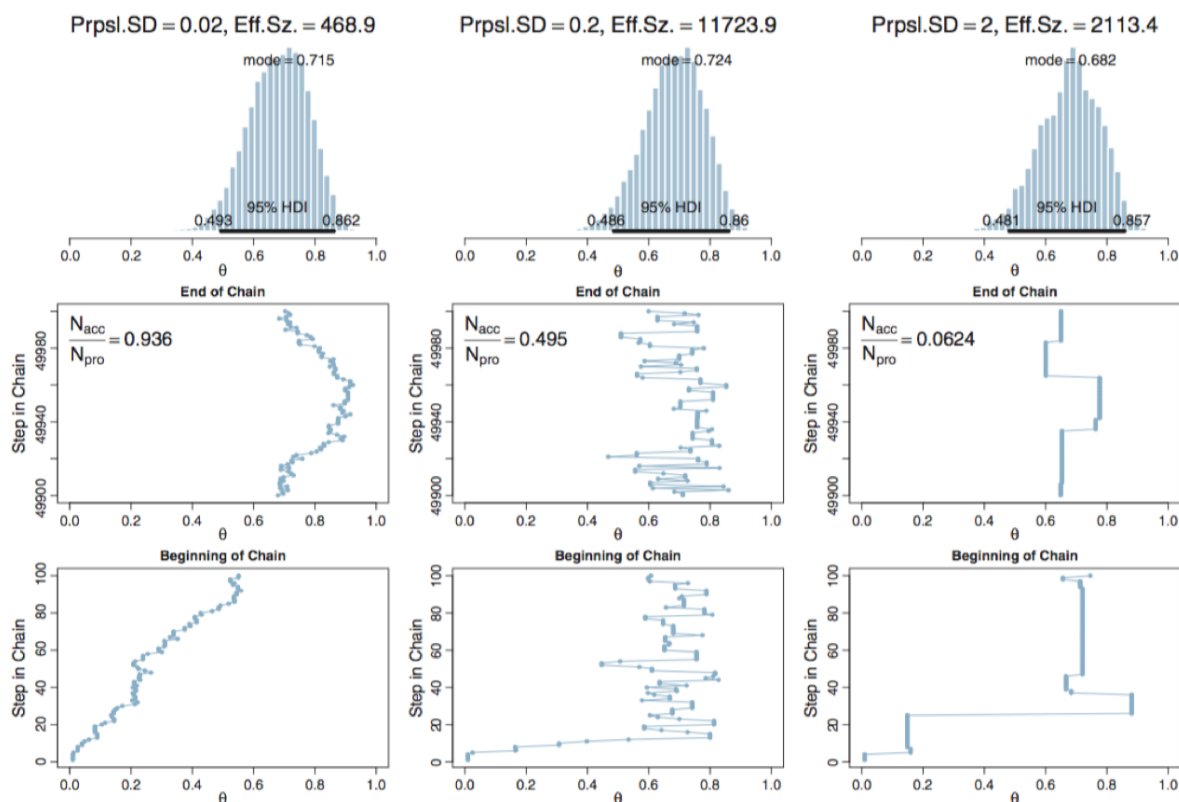 Prpsl.SD = 0.02, Eff.Sz. = 468.9
mode = 0.715
95% HDI
0.493 0.862
0.0 0.2 0.4 0.6 0.8 1.0
θ
Prpsl.SD = 0.2, Eff.Sz. = 11723.9
mode = 0.724
95% HDI
0.486 0.86
0.0 0.2 0.4 0.6 0.8 1.0
θ
Prpsl.SD = 2, Eff.Sz. = 2113.4
mode = 0.682
95% HDI
0.481 0.857
0.0 0.2 0.4 0.6 0.8 1.0
θ
End of Chain
Nacc
Npro
= 0.936
Step in Chain
49900 49940 49980
0.0 0.2 0.4 0.6 0.8 1.0
θ
End of Chain
Nacc
Npro
= 0.495
Step in Chain
49900 49940 49980
0.0 0.2 0.4 0.6 0.8 1.0
θ
End of Chain
Nacc
Npro
= 0.0624
Step in Chain
49900 49940 49980
0.0 0.2 0.4 0.6 0.8 1.0
θ
Beginning of Chain
Step in Chain
0 20 40 60 80 100
0.0 0.2 0.4 0.6 0.8 1.0
θ
Beginning of Chain
Step in Chain
0 20 40 60 80 100
0.0 0.2 0.4 0.6 0.8 1.0
θ
Beginning of Chain
Step in Chain
0 20 40 60 80 100
0.0 0.2 0.4 0.6 0.8 1.0
θ